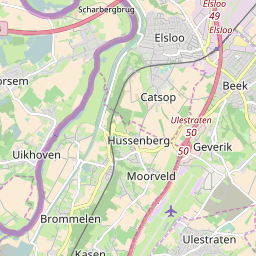 Scharbergbrug
Elsloo
49
Elsloo
Elsloo
orsem
Beek
Catsop
Ulestraten
50
Hussenberg
50
Geverik
Uikhoven
Moorveld
Brommelen
Ulestraten
Kasen